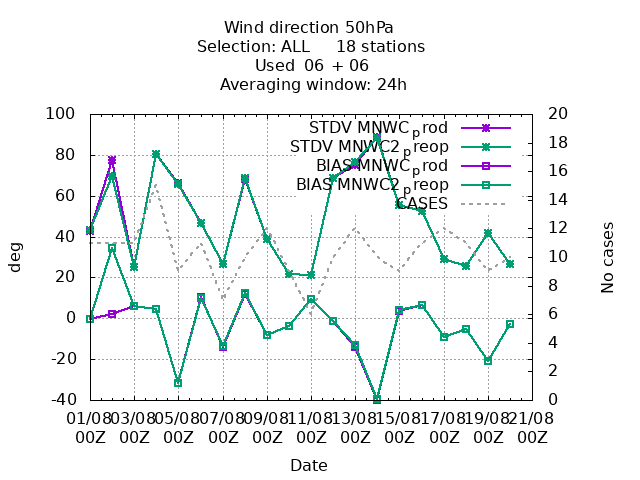 Wind direction 50hPa
Selection: ALL 18 stations
Used 06 + 06
Averaging window: 24h
100
80
60
40
20
0
-20
-40
deg
20
18
16
14
12
10
8
6
4
2
0
No cases
STDV MNWC_prod
STDV MNWC2_preop
BIAS MNWC_prod
BIAS MNWC2_preop
CASES
01/08 03/08 05/08 07/08 09/08 11/08 13/08 15/08 17/08 19/08 21/08
00Z 00Z 00Z 00Z 00Z 00Z 00Z 00Z 00Z 00Z 00Z
Date